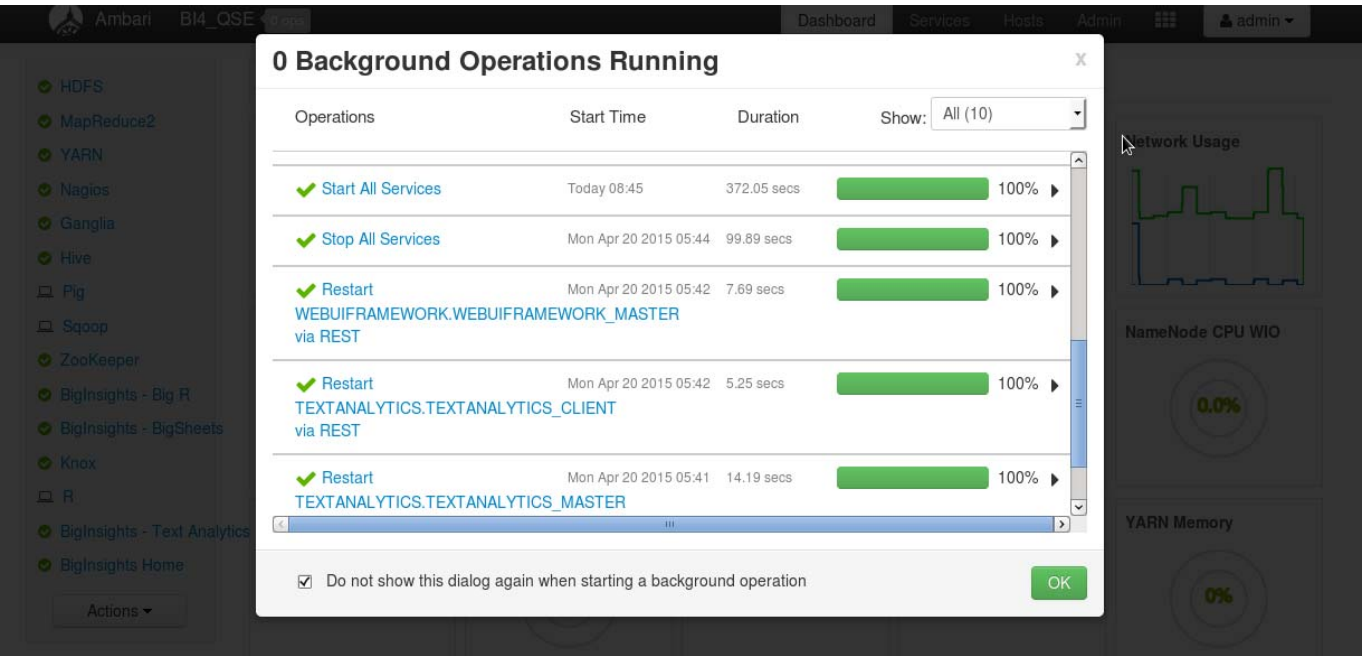 Ambari BI4_QSE 0 ops Dashboard Services Hosts Admin admin
0 Background Operations Running X
Operations Start Time Duration Show: All (10)
Start All Services Today 08:45 372.05 secs 100%
Stop All Services Mon Apr 20 2015 05:44 99.89 secs 100%
Restart Mon Apr 20 2015 05:42 7.69 secs 100%
WEBUIFRAMEWORK.WEBUIFRAMEWORK_MASTER
via REST
Restart Mon Apr 20 2015 05:42 5.25 secs 100%
TEXTANALYTICS.TEXTANALYTICS_CLIENT
via REST
Restart Mon Apr 20 2015 05:41 14.19 secs 100%
TEXTANALYTICS.TEXTANALYTICS_MASTER
Do not show this dialog again when starting a background operation OK
HDFS
MapReduce2
YARN
Nagios
Ganglia
Hive
Pig
Sqoop
ZooKeeper
BigInsights - Big R
BigInsights - BigSheets
Knox
R
BigInsights - Text Analytics
BigInsights Home
Actions
Network Usage
NameNode CPU WIO
0.0%
YARN Memory
0%